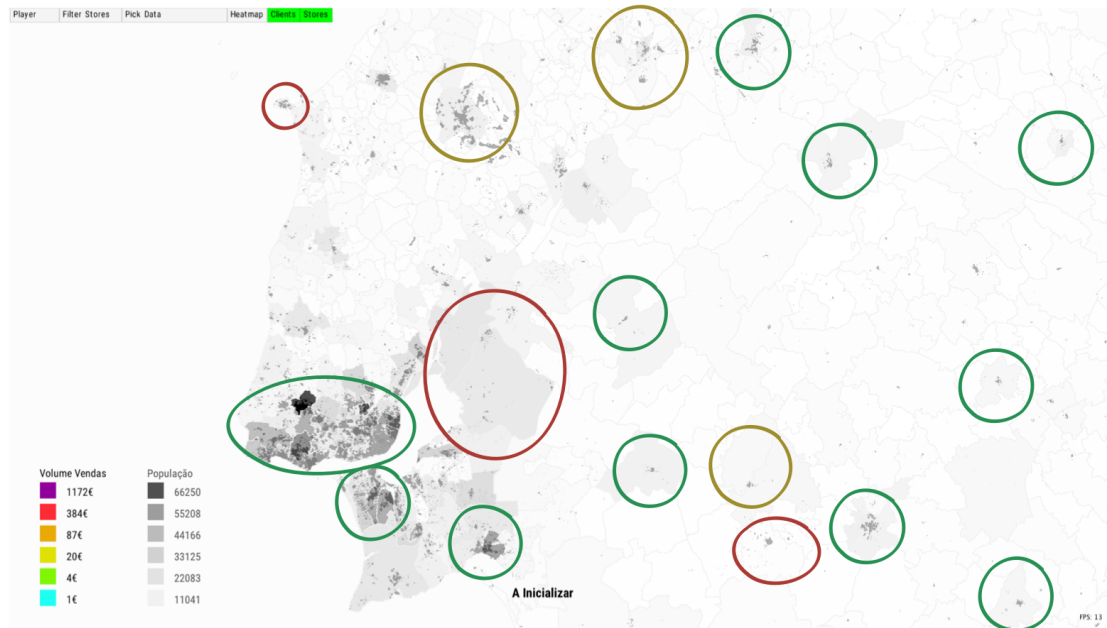 Player Filter Stores Pick Data Heatmap Clients Stores
Volume Vendas População
1172€ 66250
384€ 55208
87€ 44166
20€ 33125
4€ 22083
1€ 11041
A Inicializar
FPS: 13